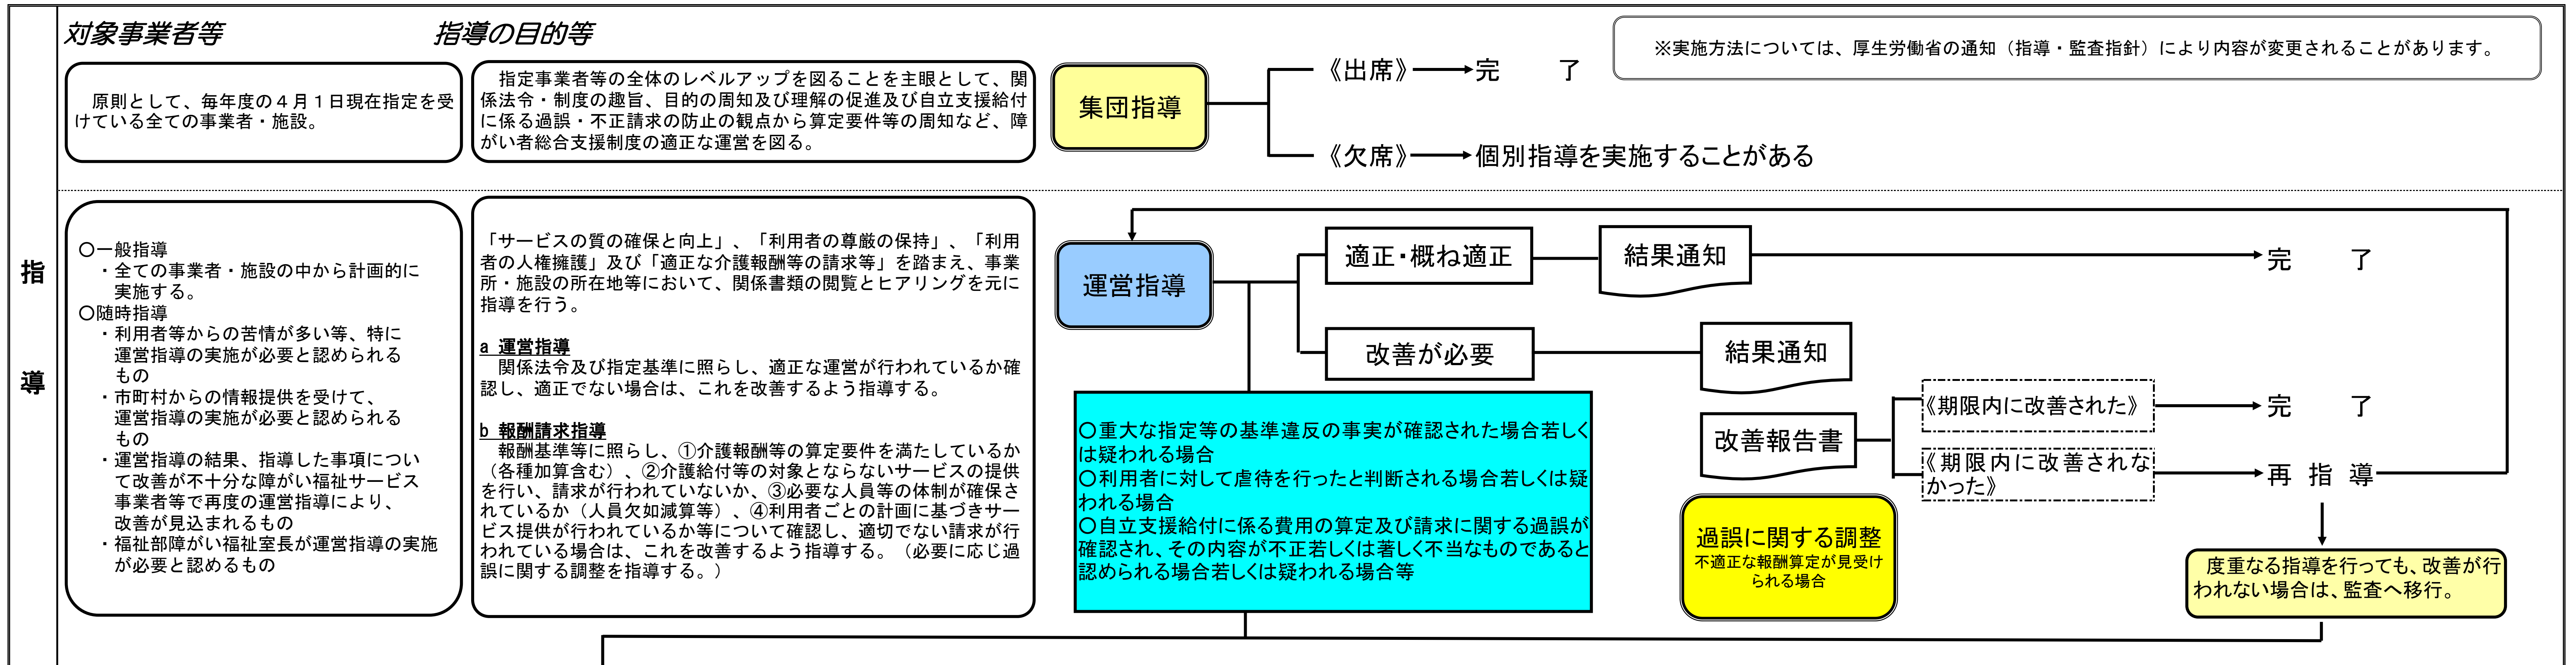 対象事業者等
指導の目的等
※実施方法については、厚生労働省の通知（指導・監査指針）により内容が変更されることがあります。
指
導
原則として、毎年度の４月１日現在指定を受
けている全ての事業者・施設。
指定事業者等の全体のレベルアップを図ることを主眼として、関
係法令・制度の趣旨、目的の周知及び理解の促進及び自立支援給付
に係る過誤・不正請求の防止の観点から算定要件等の周知など、障
がい者総合支援制度の適正な運営を図る。
集団指導
《出席》
完　　了
《欠席》
個別指導を実施することがある
〇一般指導
・全ての事業者・施設の中から計画的に
実施する。
〇随時指導
・利用者等からの苦情が多い等、特に
運営指導の実施が必要と認められる
もの
・市町村からの情報提供を受けて、
運営指導の実施が必要と認められる
もの
・運営指導の結果、指導した事項につい
て改善が不十分な障がい福祉サービス
事業者等で再度の運営指導により、
改善が見込まれるもの
・福祉部障がい福祉室長が運営指導の実施
が必要と認めるもの
「サービスの質の確保と向上」、「利用者の尊厳の保持」、「利用
者の人権擁護」及び「適正な介護報酬等の請求等」を踏まえ、事業
所・施設の所在地等において、関係書類の閲覧とヒアリングを元に
指導を行う。
a 運営指導
関係法令及び指定基準に照らし、適正な運営が行われているか確
認し、適正でない場合は、これを改善するよう指導する。
b 報酬請求指導
報酬基準等に照らし、①介護報酬等の算定要件を満たしているか
（各種加算含む）、②介護給付等の対象とならないサービスの提供
を行い、請求が行われていないか、③必要な人員等の体制が確保さ
れているか（人員欠如減算等）、④利用者ごとの計画に基づきサー
ビス提供が行われているか等について確認し、適切でない請求が行
われている場合は、これを改善するよう指導する。（必要に応じ過
誤に関する調整を指導する。）
運営指導
適正・概ね適正
結果通知
完　　了
改善が必要
結果通知
〇重大な指定等の基準違反の事実が確認された場合若しく
は疑われる場合
〇利用者に対して虐待を行ったと判断される場合若しくは疑
われる場合
〇自立支援給付に係る費用の算定及び請求に関する過誤が
確認され、その内容が不正若しくは著しく不当なものであると
認められる場合若しくは疑われる場合等
改善報告書
《期限内に改善された》
完　　了
《期限内に改善されな
かった》
再 指 導
過誤に関する調整
不適正な報酬算定が見受け
られる場合
度重なる指導を行っても、改善が行
われない場合は、監査へ移行。